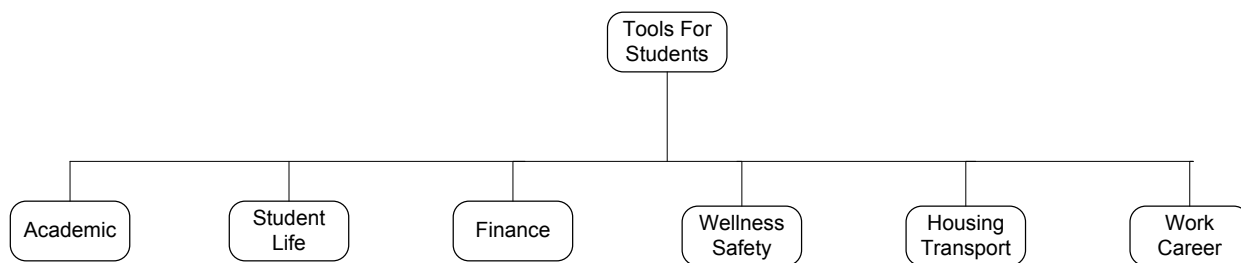 Tools For
Students
Academic
Student
Life
Finance
Wellness
Safety
Housing
Transport
Work
Career